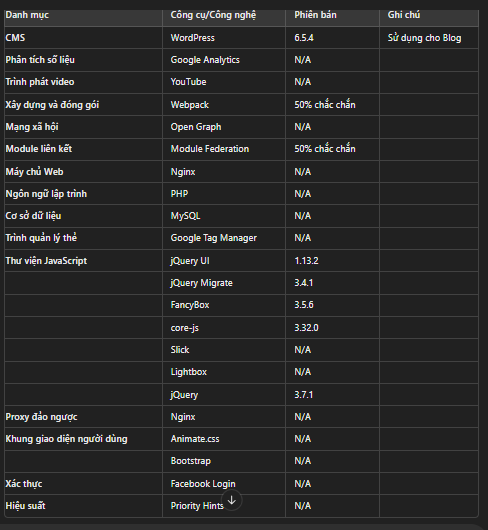 Danh mục Công cụ/Công nghệ Phiên bản Ghi chú
CMS WordPress 6.5.4 Sử dụng cho Blog
Phân tích số liệu Google Analytics N/A
Trình phát video YouTube N/A
Xây dựng và đóng gói Webpack 50% chắc chắn
Mạng xã hội Open Graph N/A
Module liên kết Module Federation 50% chắc chắn
Máy chủ Web Nginx N/A
Ngôn ngữ lập trình PHP N/A
Cơ sở dữ liệu MySQL N/A
Trình quản lý thẻ Google Tag Manager N/A
Thư viện JavaScript jQuery UI 1.13.2
jQuery Migrate 3.4.1
FancyBox 3.5.6
core-js 3.32.0
Slick N/A
Lightbox N/A
jQuery 3.7.1
Proxy đảo ngược Nginx N/A
Khung giao diện người dùng Animate.css N/A
Bootstrap N/A
Xác thực Facebook Login N/A
Hiệu suất Priority Hints N/A